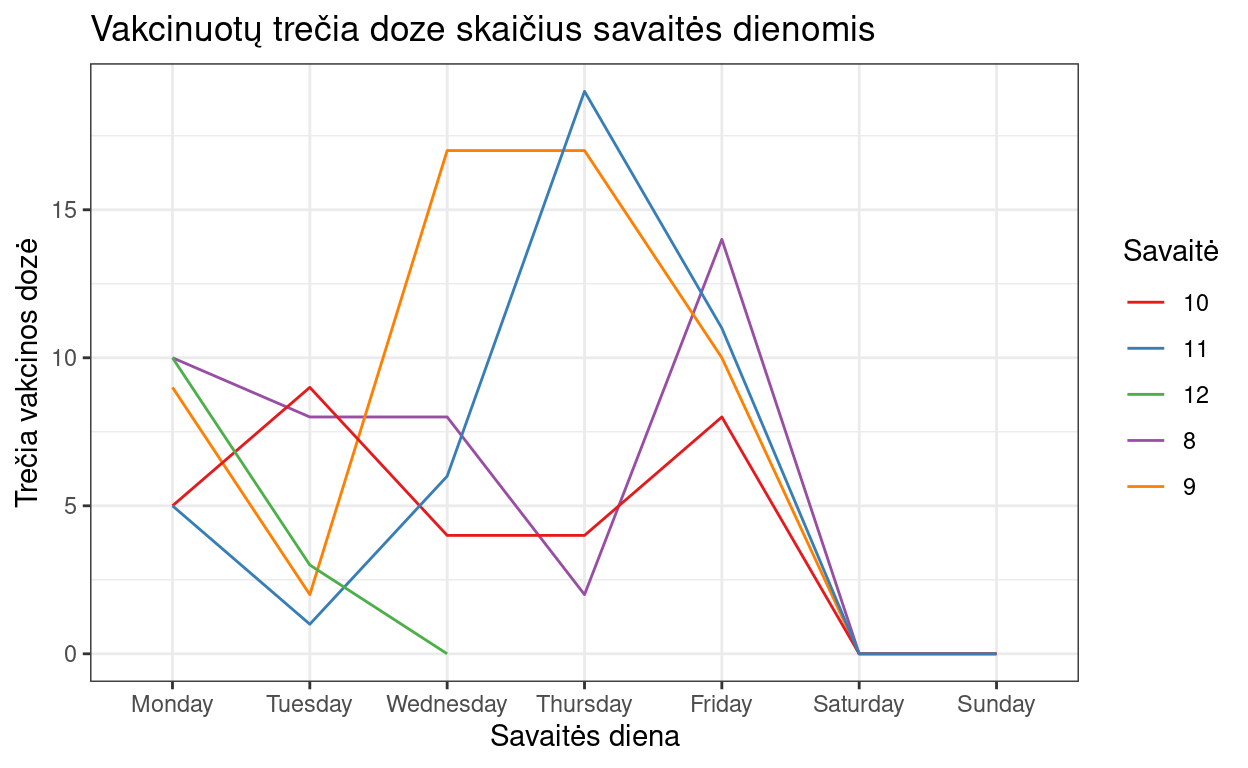 Vakcinuotų trečia doze skaičius savaitės dienomis
Trečia vakcinos dozė
15
10
5
0
Monday Tuesday Wednesday Thursday Friday Saturday Sunday
Savaitės diena
Savaitė
10
11
12
8
9